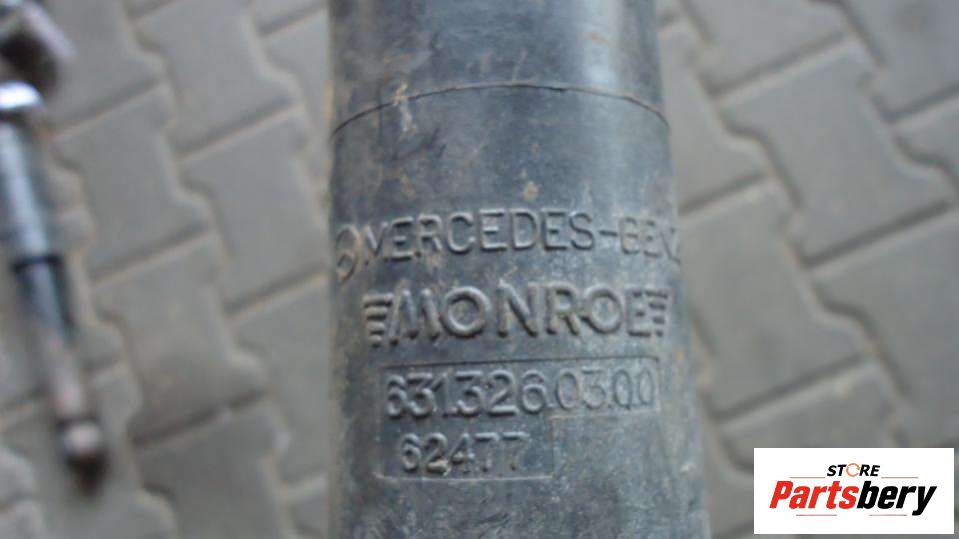 MERCEDES-BENZ
MONROE
631.326.03.00
62477
STORE
Partsbery